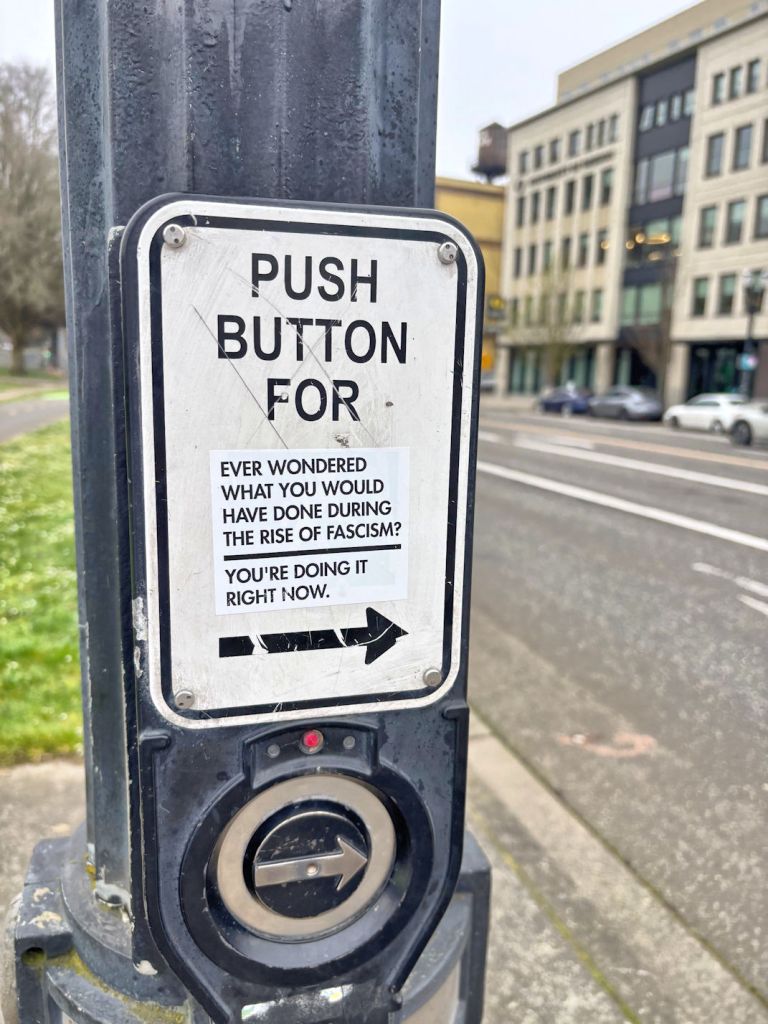 PUSH
BUTTON
FOR
EVER WONDERED
WHAT YOU WOULD
HAVE DONE DURING
THE RISE OF FASCISM?
YOU'RE DOING IT
RIGHT NOW.